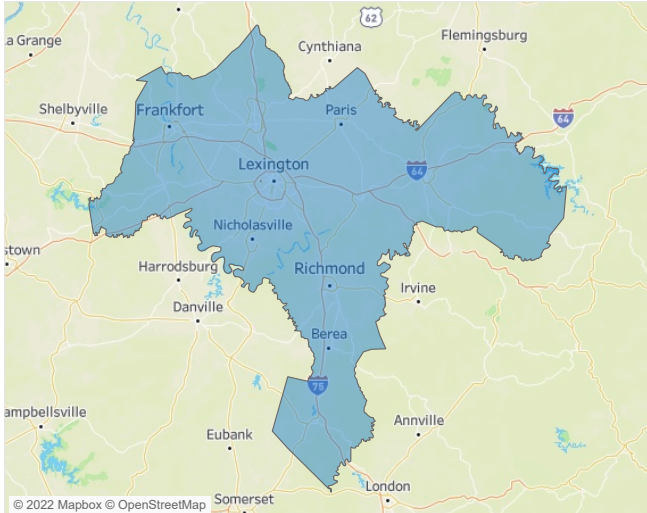 62
Cynthiana
Flemingsburg
a Grange
Shelbyville
Frankfort
Paris
64
Lexington
64
Nicholasville
stown
Harrodsburg
Richmond
Irvine
Danville
Berea
75
ampbellsville
Annville
Eubank
London
Somerset
© 2022 Mapbox © OpenStreetMap